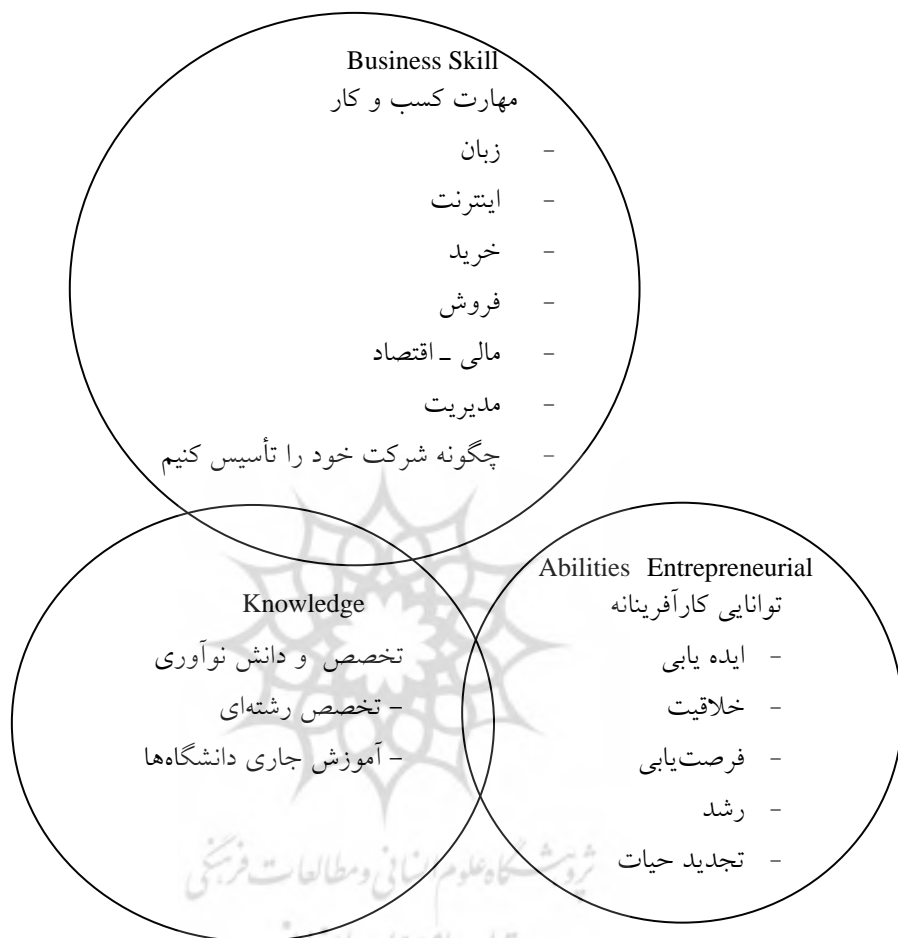 Business Skill
مهارت کسب و کار
- زبان
- اینترنت
- خرید
- فروش
- مالی ـ اقتصاد
- مدیریت
- چگونه شرکت خود را تأسیس کنیم
Abilities Entrepreneurial
توانایی کارآفرینانه
- ایده یابی
- خلاقیت
- فرصت‌یابی
- رشد
- تجدید حیات
Knowledge
تخصص و دانش نوآوری
- تخصص رشته‌ای
- آموزش جاری دانشگاه‌ها
پژوهشگاه علوم انسانی و مطالعات فرهنگی